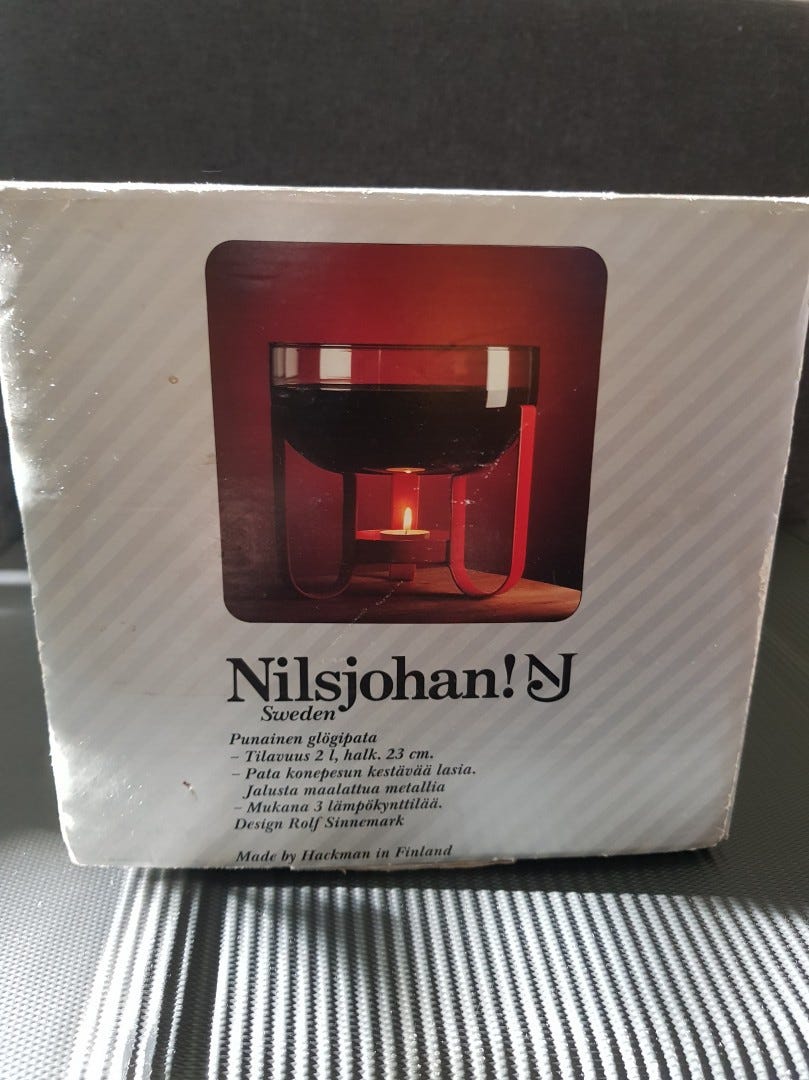 Nilsjohan! NJ
Sweden
Punainen glögipata
– Tilavuus 2 l, halk. 23 cm.
– Pata konepesun kestävää lasia.
Jalusta maalattua metallia
– Mukana 3 lämpökynttilää.
Design Rolf Sinnemark
Made by Hackman in Finland